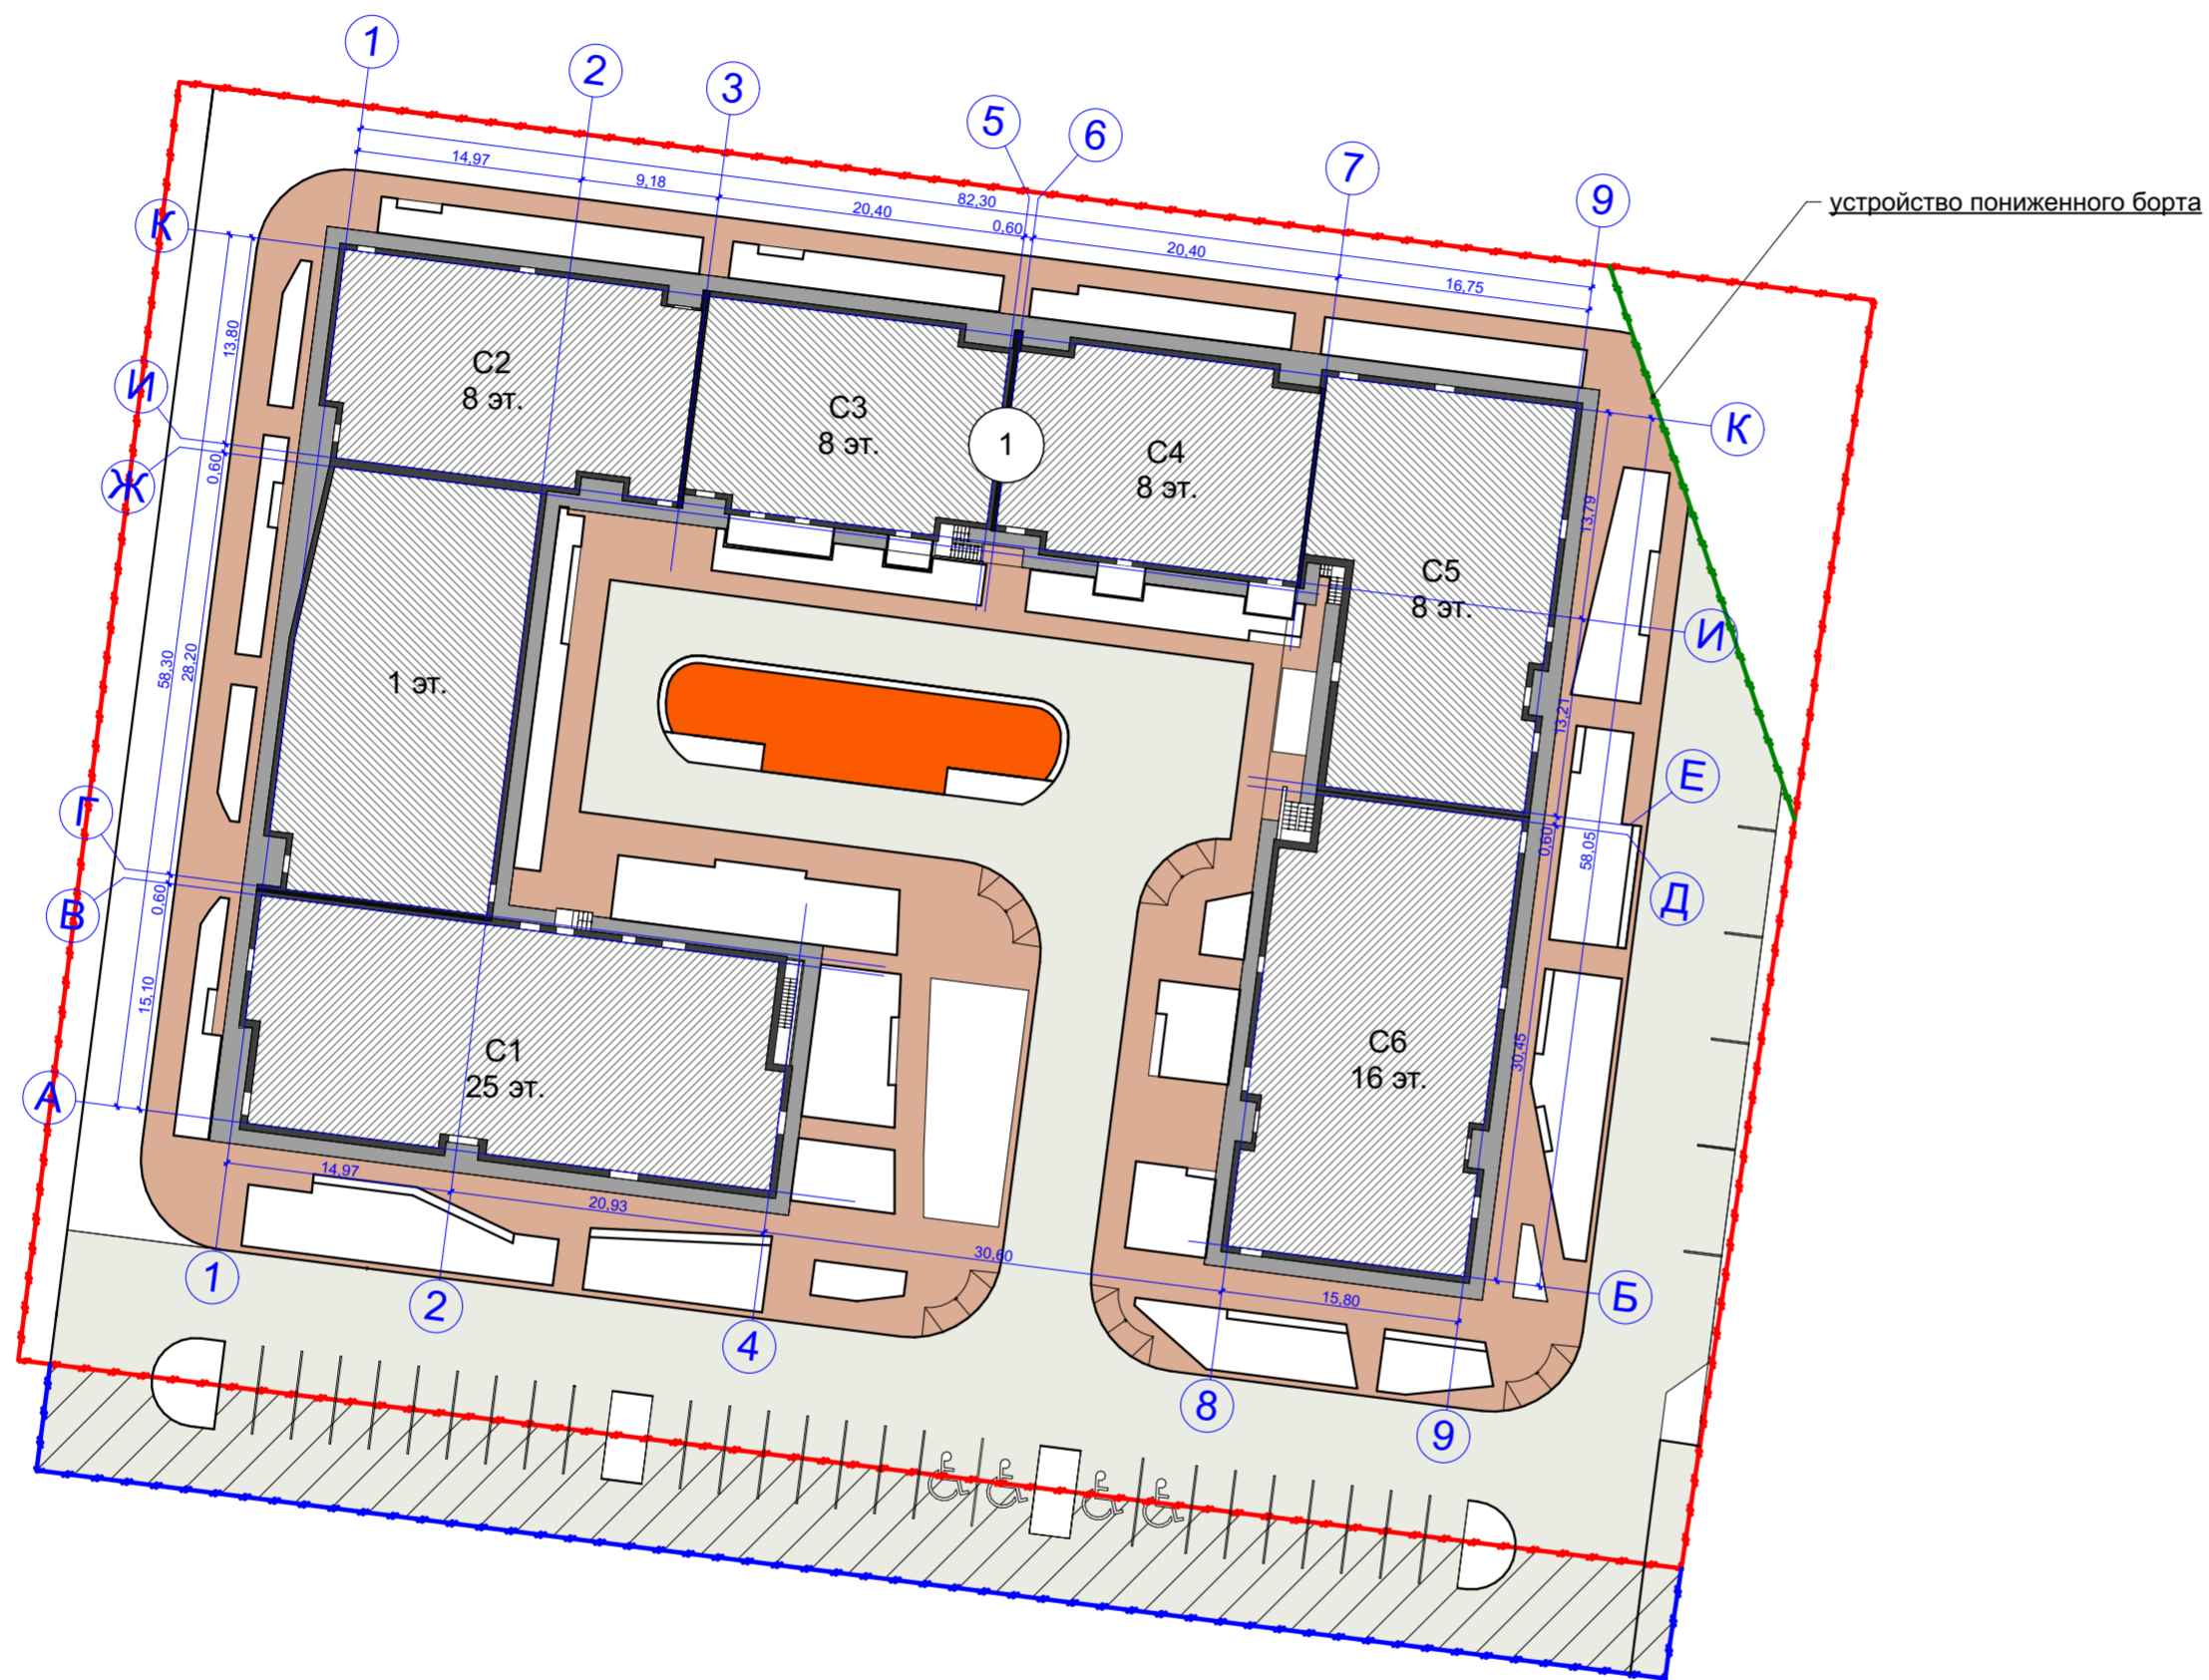 1
2
3
5
6
7
9
14,97
9,18
82,30
20,40
0,60
20,40
16,75
устройство пониженного борта
К
13,80
И
Ж
0,60
С2
8 эт.
С3
8 эт.
1
С4
8 эт.
К
13,79
С5
8 эт.
И
58,30
28,20
1 эт.
13,21
Г
Е
0,60
58,05
В
0,60
Д
15,10
А
С1
25 эт.
С6
16 эт.
30,45
14,97
20,93
30,60
15,80
Б
1
2
4
8
9